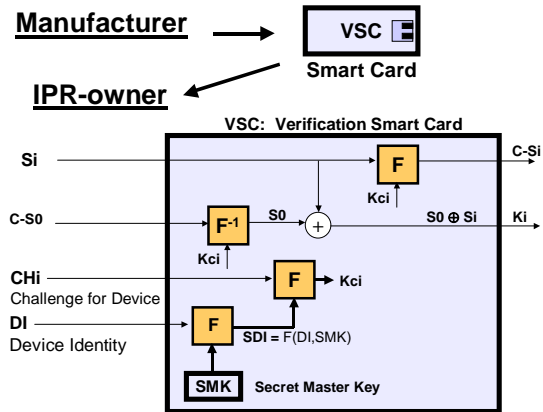 Manufacturer
VSC
Smart Card
IPR-owner
VSC: Verification Smart Card
Si
F
C-Si
Kci
C-S0
F-1
S0
+
S0 ⊕ Si
Ki
Kci
CHi
F
Kci
Challenge for Device
DI
F
SDI = F(DI,SMK)
Device Identity
SMK
Secret Master Key